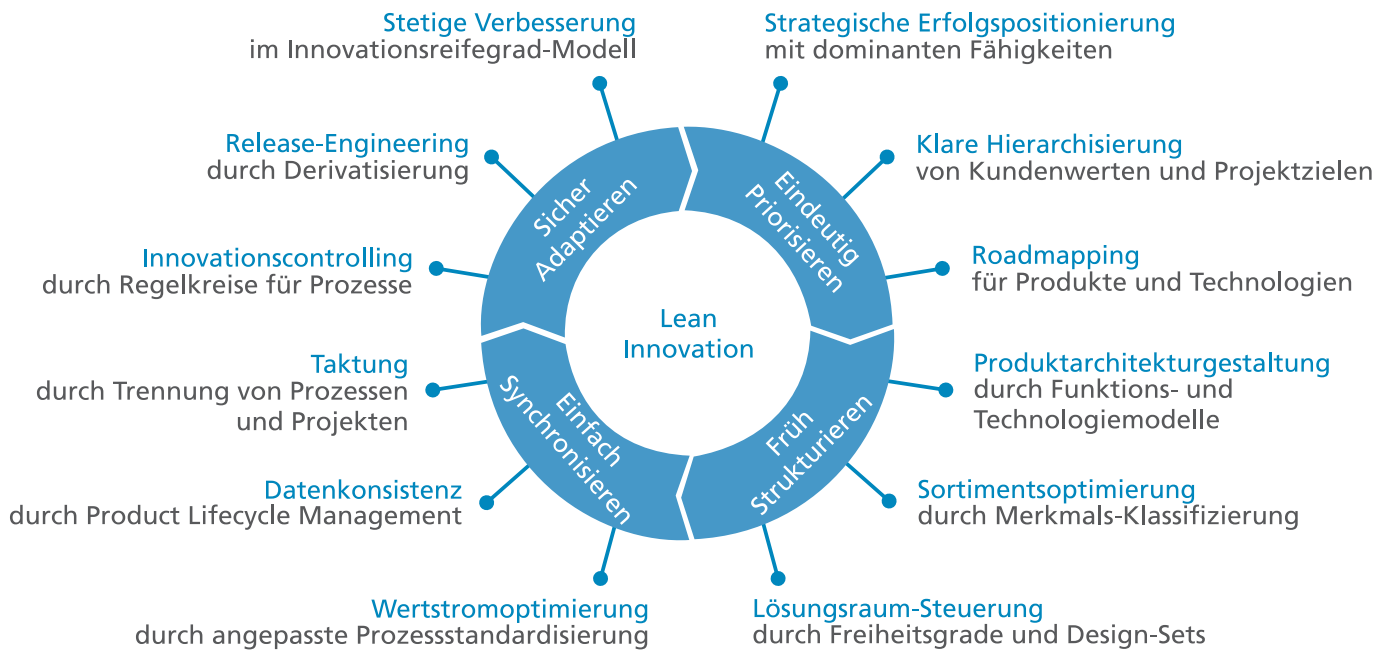 Stetige Verbesserung
im Innovationsreifegrad-Modell
Strategische Erfolgspositionierung
mit dominanten Fähigkeiten
Release-Engineering
durch Derivatisierung
Klare Hierarchisierung
von Kundenwerten und Projektzielen
Sicher
Adaptieren
Eindeutig
Priorisieren
Innovationscontrolling
durch Regelkreise für Prozesse
Roadmapping
für Produkte und Technologien
Lean
Innovation
Taktung
durch Trennung von Prozessen
und Projekten
Produktarchitekturgestaltung
durch Funktions- und
Technologiemodelle
Einfach
Synchronisieren
Früh
Strukturieren
Datenkonsistenz
durch Product Lifecycle Management
Sortimentsoptimierung
durch Merkmals-Klassifizierung
Wertstromoptimierung
durch angepasste Prozessstandardisierung
Lösungsraum-Steuerung
durch Freiheitsgrade und Design-Sets